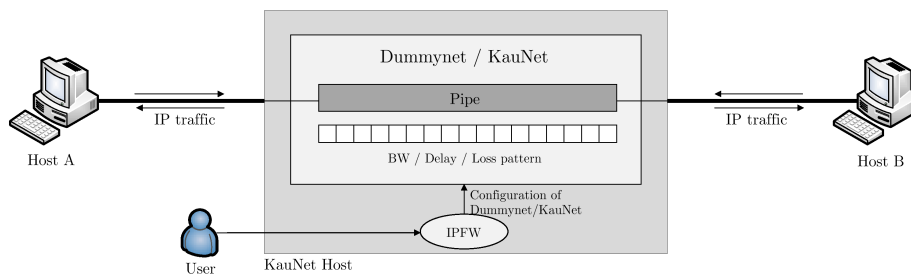 Dummynet / KauNet
Pipe
IP traffic
IP traffic
BW / Delay / Loss pattern
Host A
Host B
Configuration of
Dummynet/KauNet
IPFW
User
KauNet Host